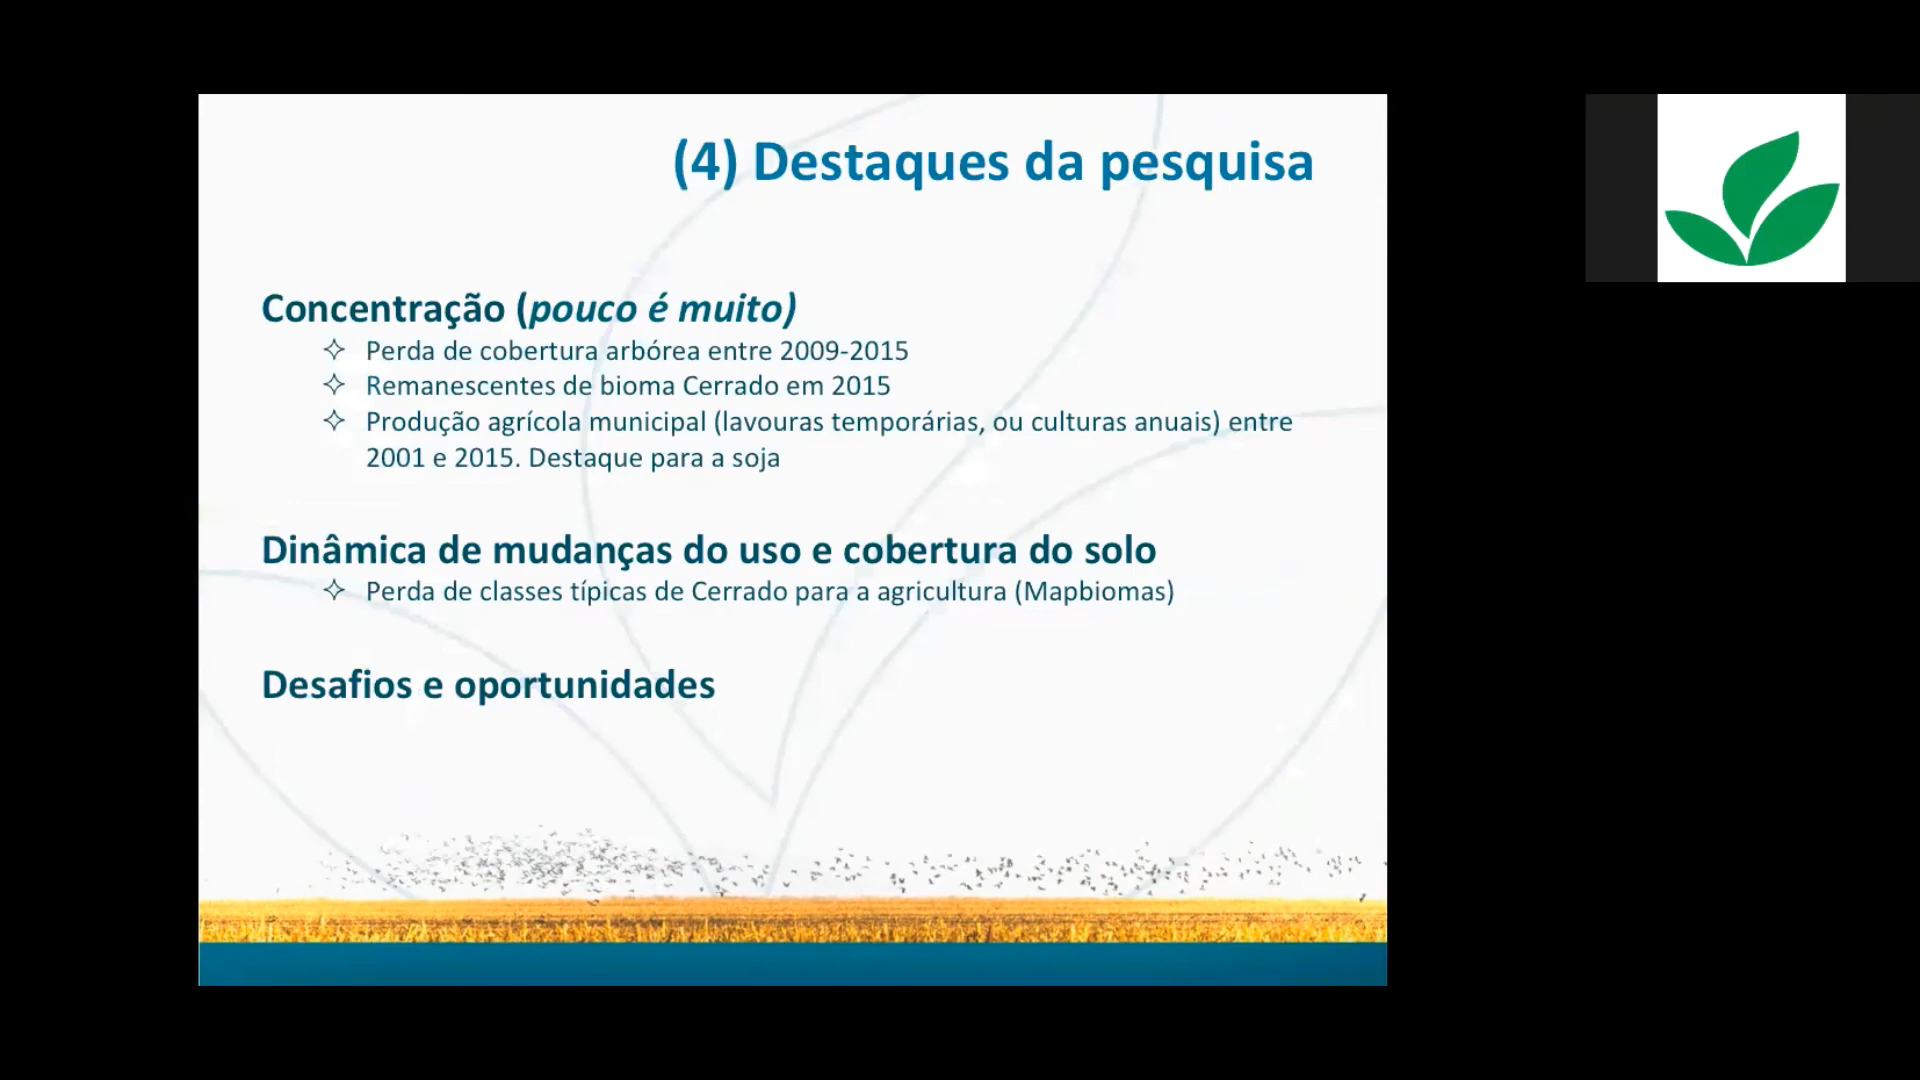 (4) Destaques da pesquisa
Concentração (pouco é muito)
Perda de cobertura arbórea entre 2009-2015
Remanescentes de bioma Cerrado em 2015
Produção agrícola municipal (lavouras temporárias, ou culturas anuais) entre
2001 e 2015. Destaque para a soja
Dinâmica de mudanças do uso e cobertura do solo
Perda de classes típicas de Cerrado para a agricultura (Mapbiomas)
Desafios e oportunidades